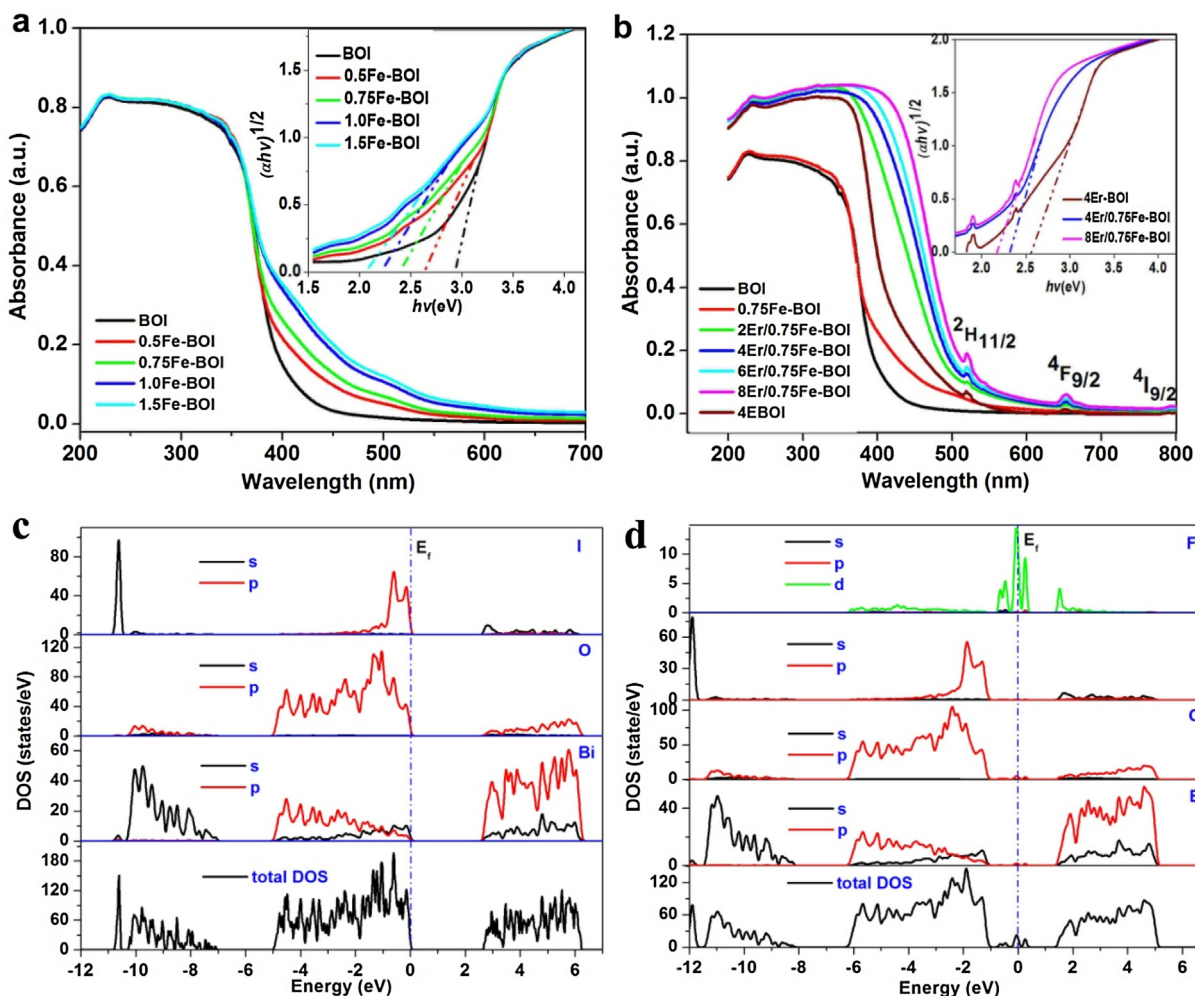 a
1.0
0.8
0.6
0.4
0.2
0.0
Absorbance (a.u.)
200 300 400 500 600 700
Wavelength (nm)
BOI
0.5Fe-BOI
0.75Fe-BOI
1.0Fe-BOI
1.5Fe-BOI
1.5
1.0
0.5
0.0
(αhν)1/2
1.5 2.0 2.5 3.0 3.5 4.0
hν(eV)
BOI
0.5Fe-BOI
0.75Fe-BOI
1.0Fe-BOI
1.5Fe-BOI
b
1.2
1.0
0.8
0.6
0.4
0.2
0.0
Absorbance (a.u.)
200 300 400 500 600 700 800
Wavelength (nm)
BOI
0.75Fe-BOI
2Er/0.75Fe-BOI
4Er/0.75Fe-BOI
6Er/0.75Fe-BOI
8Er/0.75Fe-BOI
4EBOI
2H11/2
4F9/2
4I9/2
2.0
1.5
1.0
0.5
0.0
(αhν)1/2
2.0 2.5 3.0 3.5 4.0
hν(eV)
4Er-BOI
4Er/0.75Fe-BOI
8Er/0.75Fe-BOI
c
DOS (states/eV)
80
40
0
s
p
Ef
I
120
80
40
0
s
p
O
60
40
20
0
s
p
Bi
180
120
60
0
total DOS
-12 -10 -8 -6 -4 -2 0 2 4 6
Energy (eV)
d
DOS (state/eV)
15
10
5
0
s
p
d
Ef
F
60
30
0
s
p
100
50
0
s
p
40
0
s
p
120
60
0
total DOS
-12 -10 -8 -6 -4 -2 0 2 4 6
Energy (eV)